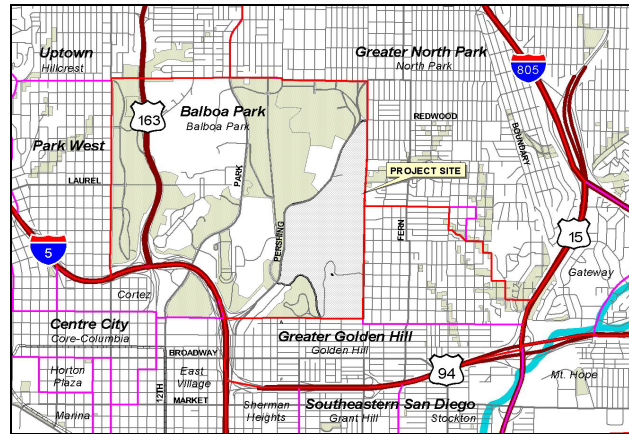 Uptown
Hillcrest
Greater North Park
North Park
805
163
Balboa Park
Balboa Park
REDWOOD
BOUNDARY
Park West
LAUREL
PARK
PROJECT SITE
PERSHING
FERN
15
5
Gateway
Cortez
Centre City
Core-Columbia
Greater Golden Hill
Golden Hill
BROADWAY
Horton
Plaza
East
Village
94
Mt. Hope
12TH
MARKET
Marina
Sherman
Heights
Southeastern San Diego
Grant Hill
Stockton